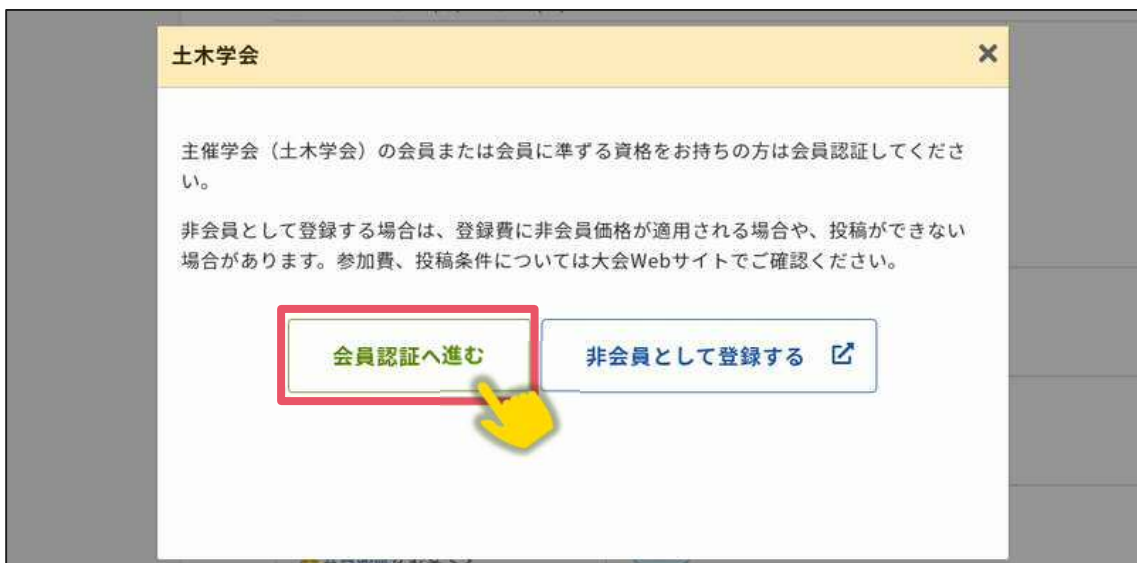 土木学会
主催学会（土木学会）の会員または会員に準ずる資格をお持ちの方は会員認証してくださ
い。
非会員として登録する場合は、登録費に非会員価格が適用される場合や、投稿ができない
場合があります。参加費、投稿条件については大会Webサイトでご確認ください。
会員認証へ進む
非会員として登録する